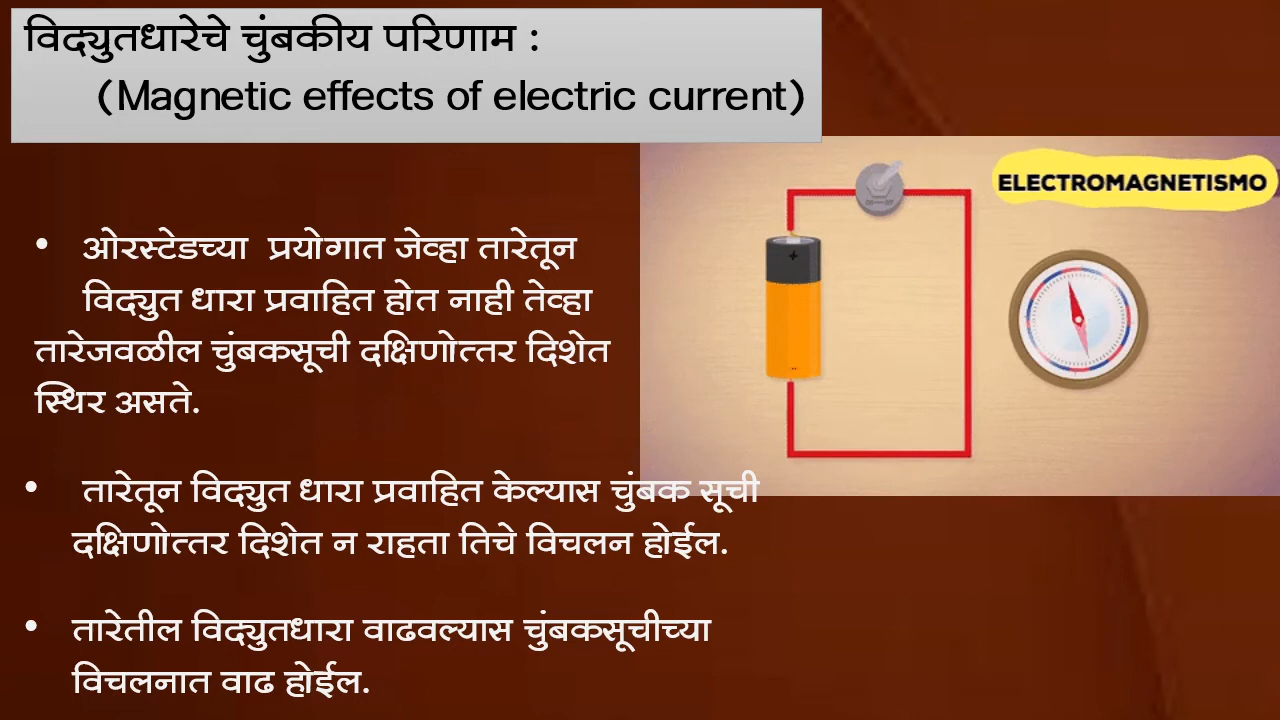 विद्युतधारेचे चुंबकीय परिणाम :
(Magnetic effects of electric current)
ELECTROMAGNETISMO
• ओरस्टेडच्या प्रयोगात जेव्हा तारेतून
विद्युत धारा प्रवाहित होत नाही तेव्हा
तारेजवळील चुंबकसूची दक्षिणोत्तर दिशेत
स्थिर असते.
• तारेतून विद्युत धारा प्रवाहित केल्यास चुंबक सूची
दक्षिणोत्तर दिशेत न राहता तिचे विचलन होईल.
• तारेतील विद्युतधारा वाढवल्यास चुंबकसूचीच्या
विचलनात वाढ होईल.